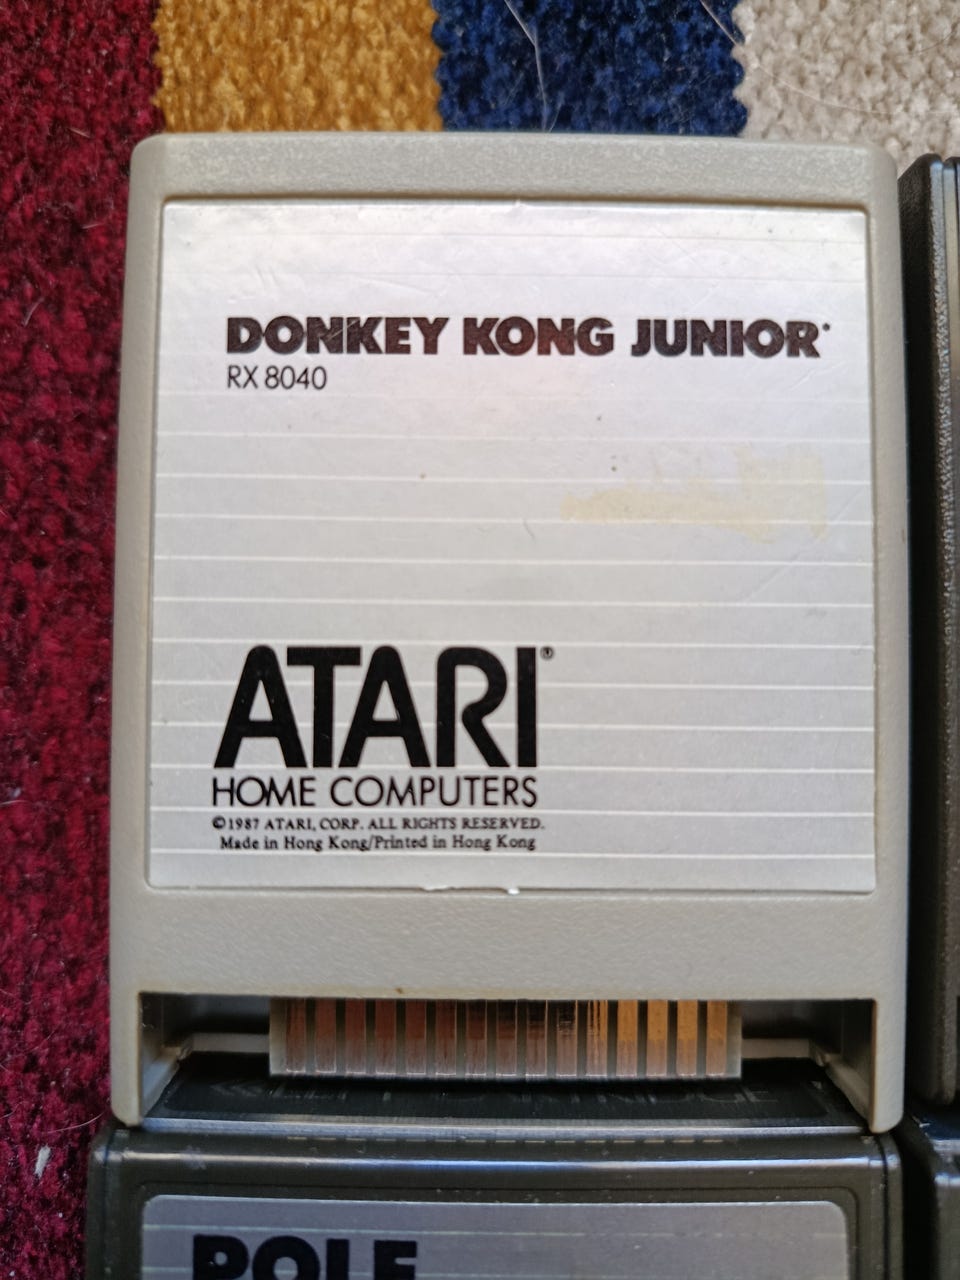 DONKEY KONG JUNIOR
RX 8040
ATARI®
HOME COMPUTERS
©1987 ATARI, CORP. ALL RIGHTS RESERVED.
Made in Hong Kong/Printed in Hong Kong
POLE